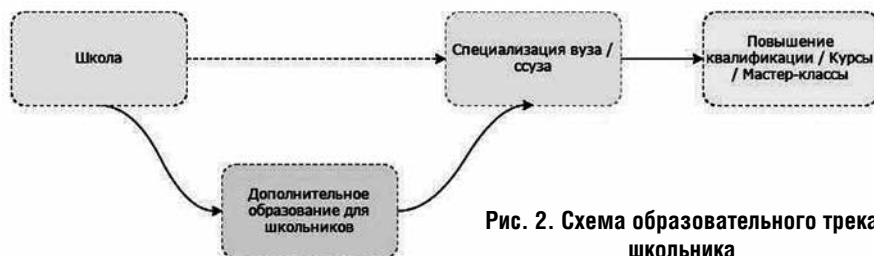 Школа
Специализация вуза /
ссуза
Повышение
квалификации / Курсы
/ Мастер-классы
Дополнительное
образование для
школьников
Рис. 2. Схема образовательного трека
школьника